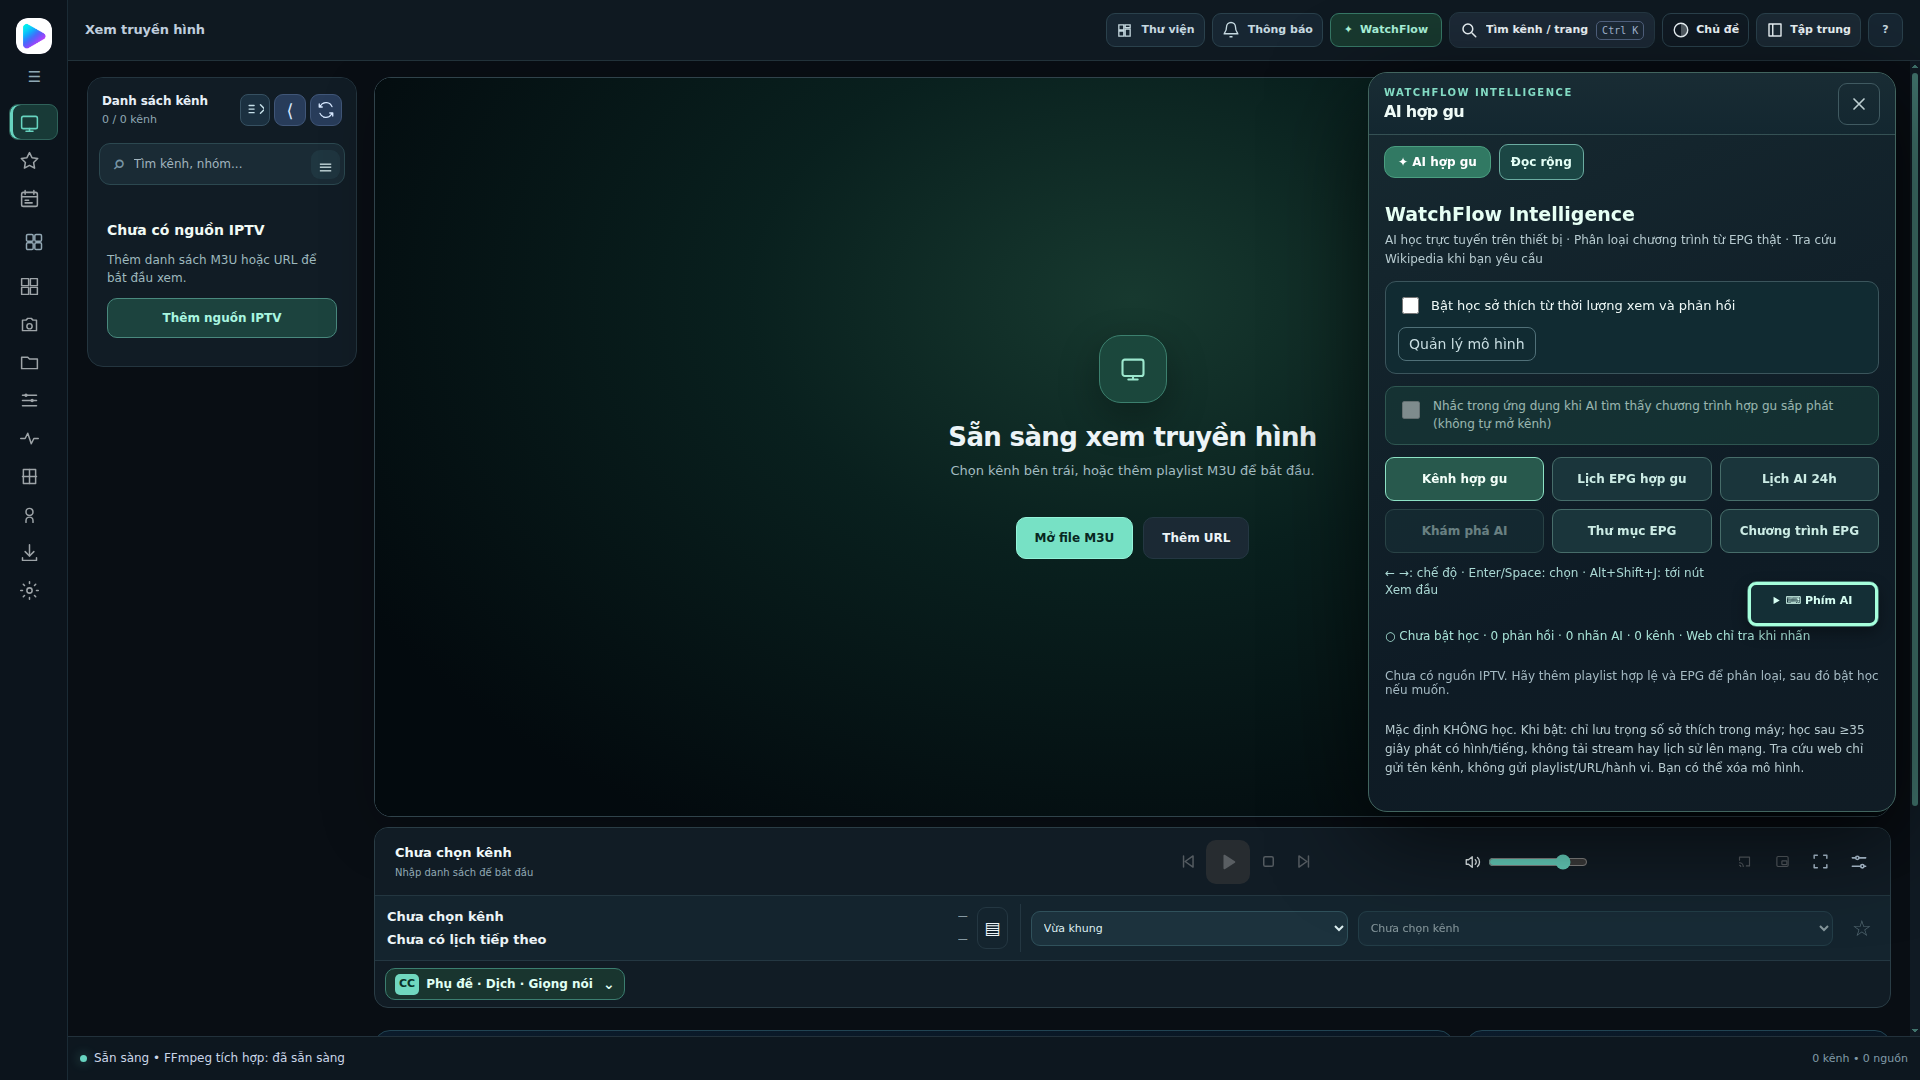 Xem truyền hình
Thư viện
Thông báo
✦ WatchFlow
Tìm kênh / trang Ctrl K
Chủ đề
Tập trung
?
Danh sách kênh
0 / 0 kênh
Tìm kênh, nhóm...
Chưa có nguồn IPTV
Thêm danh sách M3U hoặc URL để
bắt đầu xem.
Thêm nguồn IPTV
Sẵn sàng xem truyền hình
Chọn kênh bên trái, hoặc thêm playlist M3U để bắt đầu.
Mở file M3U
Thêm URL
WATCHFLOW INTELLIGENCE
AI hợp gu
✦ AI hợp gu
Đọc rộng
WatchFlow Intelligence
AI học trực tuyến trên thiết bị · Phân loại chương trình từ EPG thật · Tra cứu
Wikipedia khi bạn yêu cầu
Bật học sở thích từ thời lượng xem và phản hồi
Quản lý mô hình
Nhắc trong ứng dụng khi AI tìm thấy chương trình hợp gu sắp phát
(không tự mở kênh)
Kênh hợp gu
Lịch EPG hợp gu
Lịch AI 24h
Khám phá AI
Thư mục EPG
Chương trình EPG
← →: chế độ · Enter/Space: chọn · Alt+Shift+J: tới nút
Xem đầu
▶ ⌨ Phím AI
○ Chưa bật học · 0 phản hồi · 0 nhãn AI · 0 kênh · Web chỉ tra khi nhấn
Chưa có nguồn IPTV. Hãy thêm playlist hợp lệ và EPG để phân loại, sau đó bật học
nếu muốn.
Mặc định KHÔNG học. Khi bật: chỉ lưu trọng số sở thích trong máy; học sau ≥35
giây phát có hình/tiếng, không tải stream hay lịch sử lên mạng. Tra cứu web chỉ
gửi tên kênh, không gửi playlist/URL/hành vi. Bạn có thể xóa mô hình.
Chưa chọn kênh
Nhập danh sách để bắt đầu
Chưa chọn kênh —
Chưa có lịch tiếp theo —
Vừa khung
Chưa chọn kênh
CC Phụ đề · Dịch · Giọng nói
Sẵn sàng • FFmpeg tích hợp: đã sẵn sàng
0 kênh • 0 nguồn